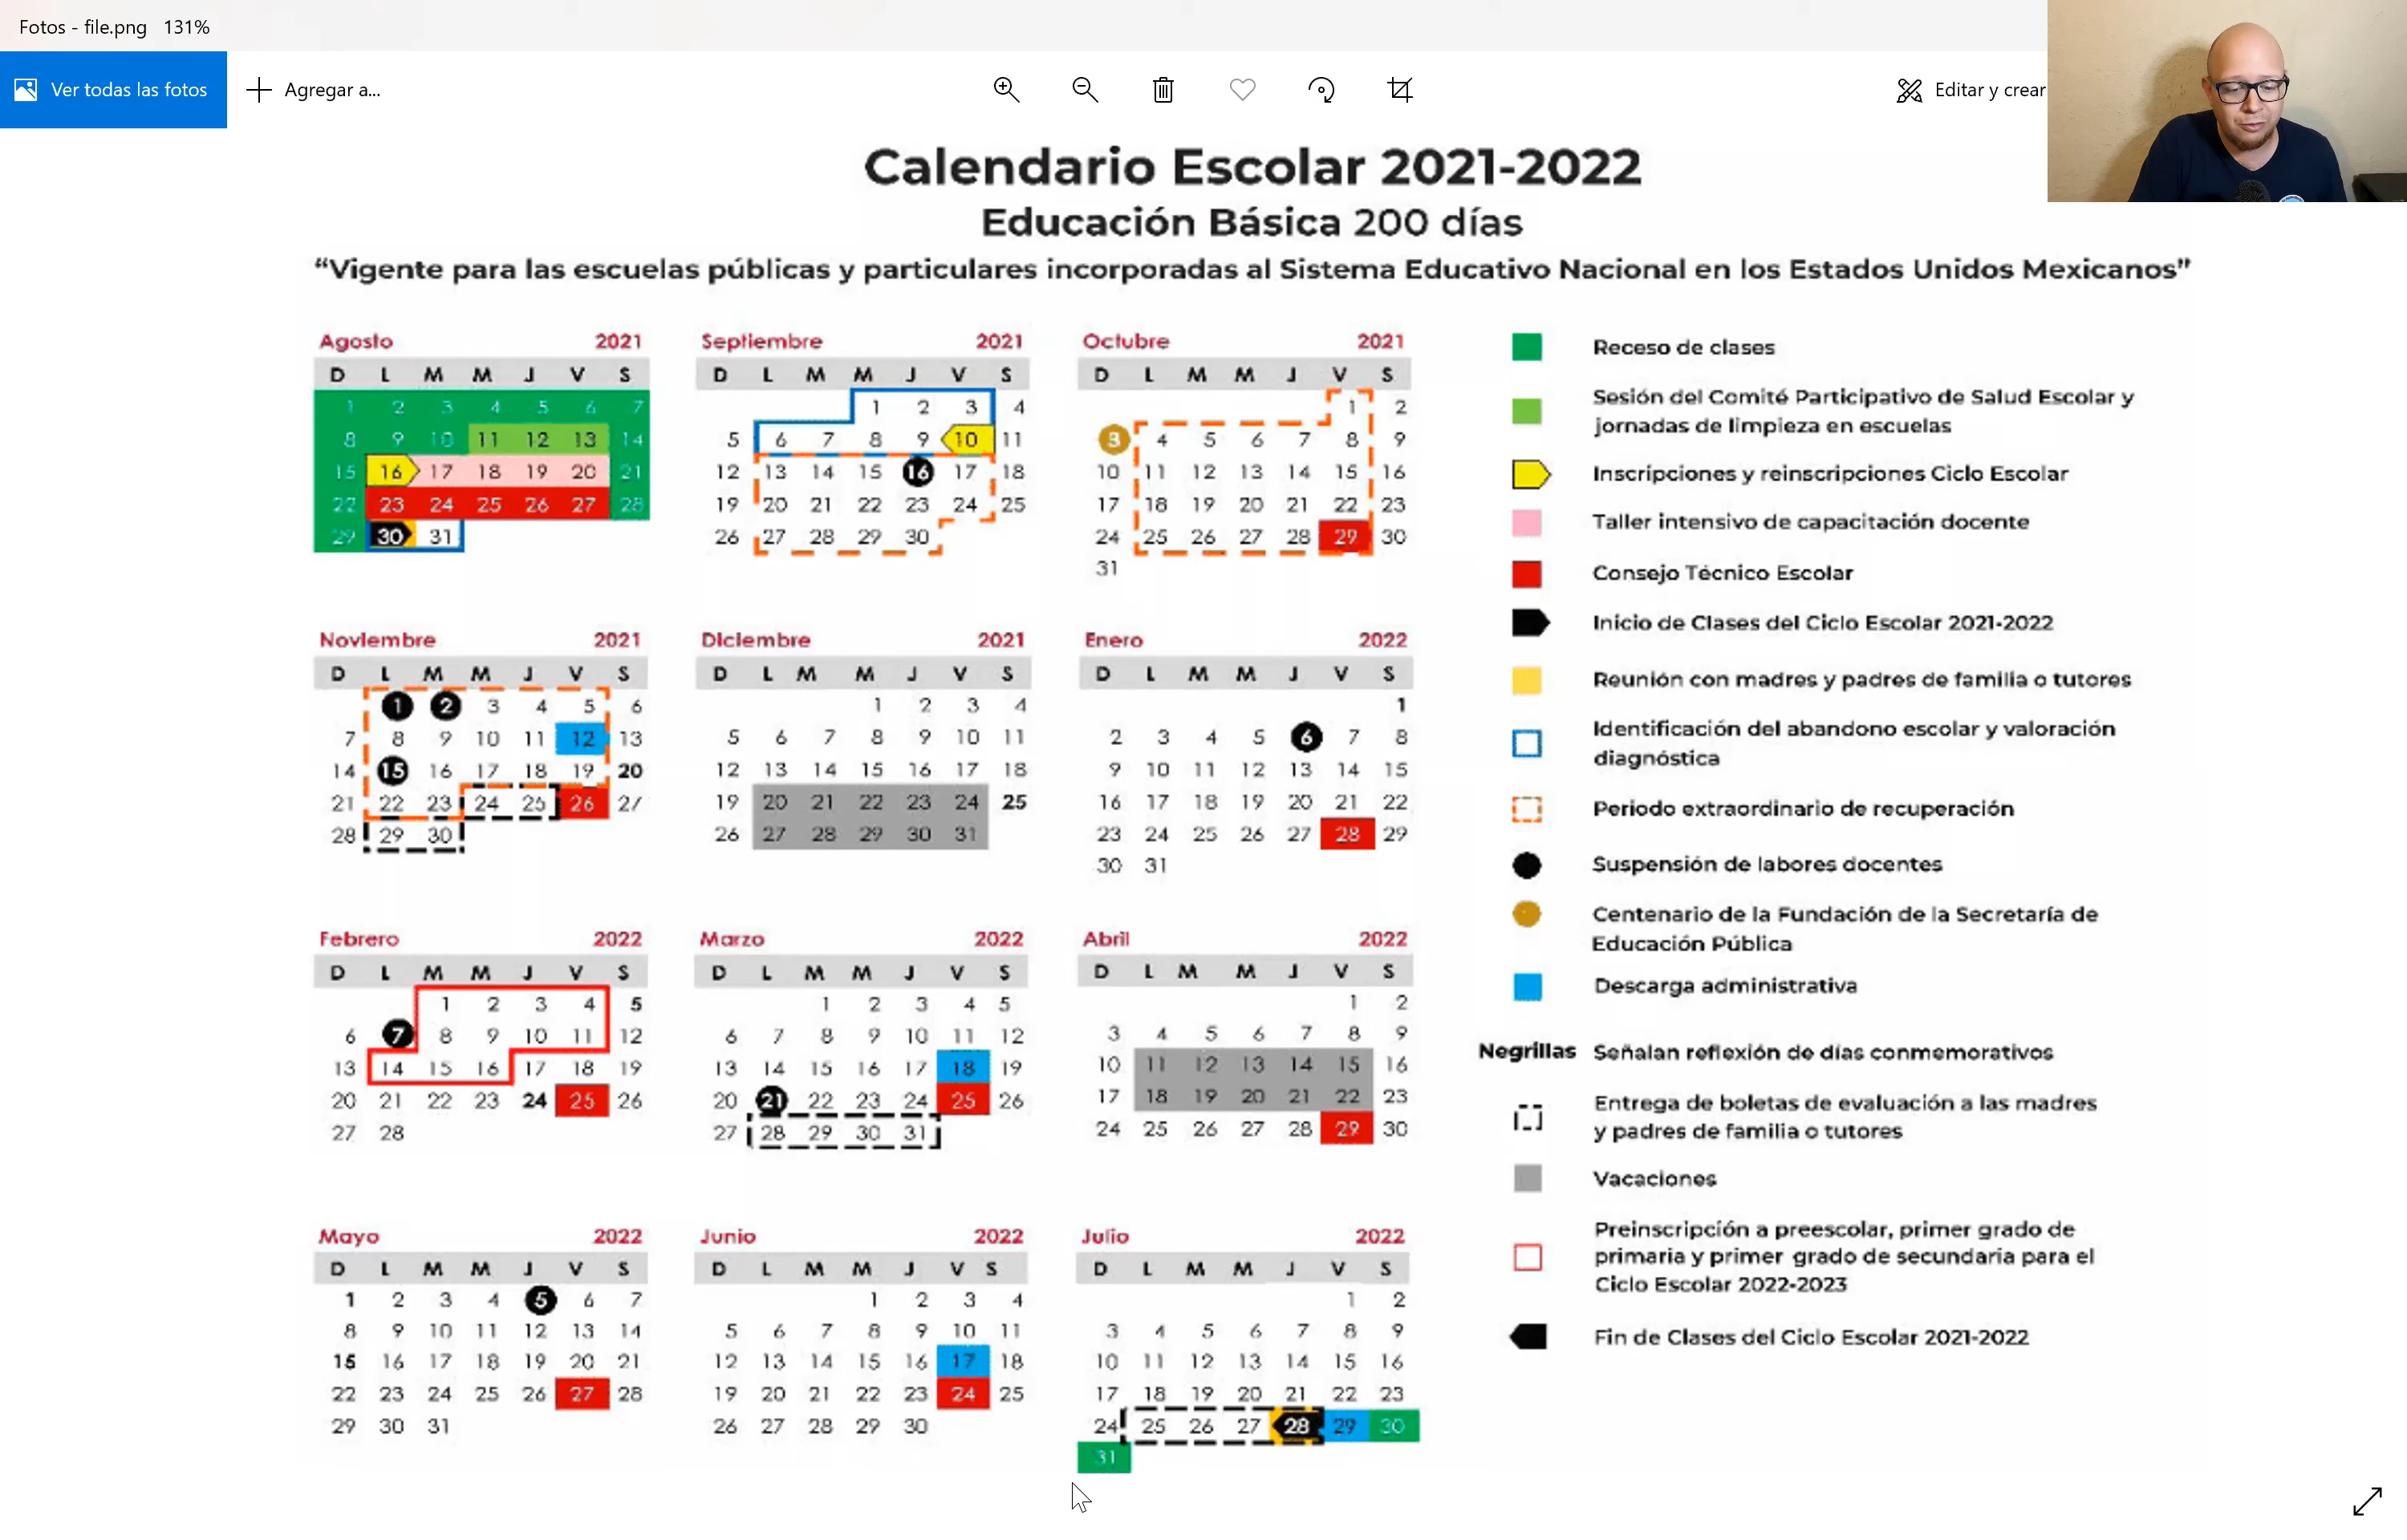 Fotos - file.png 131%
Ver todas las fotos
Agregar a...
Editar y crear
Calendario Escolar 2021-2022
Educación Básica 200 días
“Vigente para las escuelas públicas y particulares incorporadas al Sistema Educativo Nacional en los Estados Unidos Mexicanos”
Agosto 2021
D L M M J V S
1 2 3 4 5 6 7
8 9 10 11 12 13 14
15 16 17 18 19 20 21
22 23 24 25 26 27 28
29 30 31
Septiembre 2021
D L M M J V S
1 2 3 4
5 6 7 8 9 10 11
12 13 14 15 16 17 18
19 20 21 22 23 24 25
26 27 28 29 30
Octubre 2021
D L M M J V S
1 2
3 4 5 6 7 8 9
10 11 12 13 14 15 16
17 18 19 20 21 22 23
24 25 26 27 28 29 30
31
Noviembre 2021
D L M M J V S
1 2 3 4 5 6
7 8 9 10 11 12 13
14 15 16 17 18 19 20
21 22 23 24 25 26 27
28 29 30
Diciembre 2021
D L M M J V S
1 2 3 4
5 6 7 8 9 10 11
12 13 14 15 16 17 18
19 20 21 22 23 24 25
26 27 28 29 30 31
Enero 2022
D L M M J V S
1
2 3 4 5 6 7 8
9 10 11 12 13 14 15
16 17 18 19 20 21 22
23 24 25 26 27 28 29
30 31
Febrero 2022
D L M M J V S
1 2 3 4 5
6 7 8 9 10 11 12
13 14 15 16 17 18 19
20 21 22 23 24 25 26
27 28
Marzo 2022
D L M M J V S
1 2 3 4 5
6 7 8 9 10 11 12
13 14 15 16 17 18 19
20 21 22 23 24 25 26
27 28 29 30 31
Abril 2022
D L M M J V S
1 2
3 4 5 6 7 8 9
10 11 12 13 14 15 16
17 18 19 20 21 22 23
24 25 26 27 28 29 30
Mayo 2022
D L M M J V S
1 2 3 4 5 6 7
8 9 10 11 12 13 14
15 16 17 18 19 20 21
22 23 24 25 26 27 28
29 30 31
Junio 2022
D L M M J V S
1 2 3 4
5 6 7 8 9 10 11
12 13 14 15 16 17 18
19 20 21 22 23 24 25
26 27 28 29 30
Julio 2022
D L M M J V S
1 2
3 4 5 6 7 8 9
10 11 12 13 14 15 16
17 18 19 20 21 22 23
24 25 26 27 28 29 30
31
Receso de clases
Sesión del Comité Participativo de Salud Escolar y
jornadas de limpieza en escuelas
Inscripciones y reinscripciones Ciclo Escolar
Taller intensivo de capacitación docente
Consejo Técnico Escolar
Inicio de Clases del Ciclo Escolar 2021-2022
Reunión con madres y padres de familia o tutores
Identificación del abandono escolar y valoración
diagnóstica
Periodo extraordinario de recuperación
Suspensión de labores docentes
Centenario de la Fundación de la Secretaría de
Educación Pública
Descarga administrativa
Negrillas Señalan reflexión de días conmemorativos
Entrega de boletas de evaluación a las madres
y padres de familia o tutores
Vacaciones
Preinscripción a preescolar, primer grado de
primaria y primer grado de secundaria para el
Ciclo Escolar 2022-2023
Fin de Clases del Ciclo Escolar 2021-2022